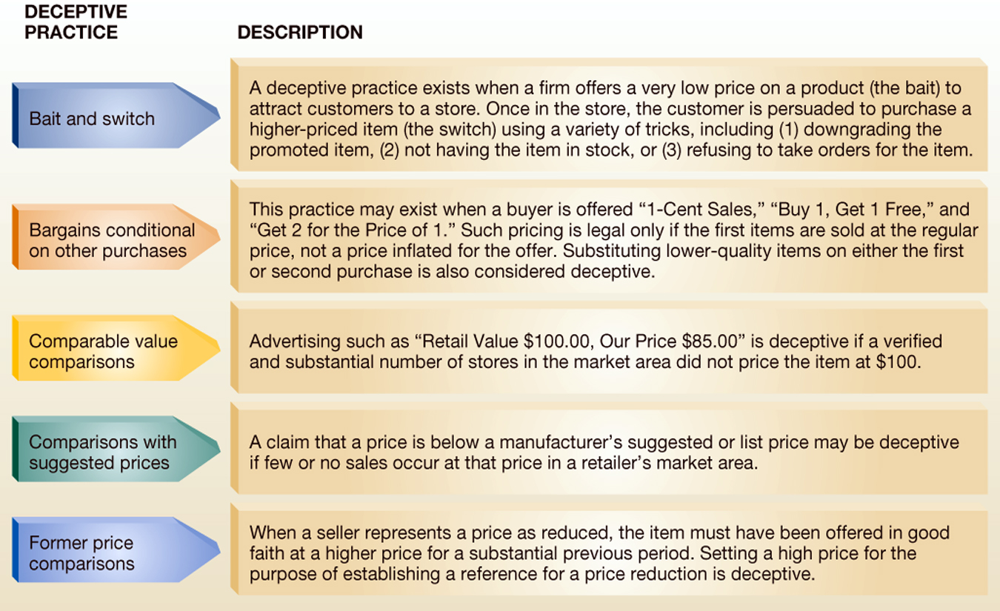 DECEPTIVE
PRACTICE
DESCRIPTION
Bait and switch
A deceptive practice exists when a firm offers a very low price on a product (the bait) to
attract customers to a store. Once in the store, the customer is persuaded to purchase a
higher-priced item (the switch) using a variety of tricks, including (1) downgrading the
promoted item, (2) not having the item in stock, or (3) refusing to take orders for the item.
Bargains conditional
on other purchases
This practice may exist when a buyer is offered “1-Cent Sales,” “Buy 1, Get 1 Free,” and
“Get 2 for the Price of 1.” Such pricing is legal only if the first items are sold at the regular
price, not a price inflated for the offer. Substituting lower-quality items on either the first
or second purchase is also considered deceptive.
Comparable value
comparisons
Advertising such as “Retail Value $100.00, Our Price $85.00” is deceptive if a verified
and substantial number of stores in the market area did not price the item at $100.
Comparisons with
suggested prices
A claim that a price is below a manufacturer’s suggested or list price may be deceptive
if few or no sales occur at that price in a retailer’s market area.
Former price
comparisons
When a seller represents a price as reduced, the item must have been offered in good
faith at a higher price for a substantial previous period. Setting a high price for the
purpose of establishing a reference for a price reduction is deceptive.